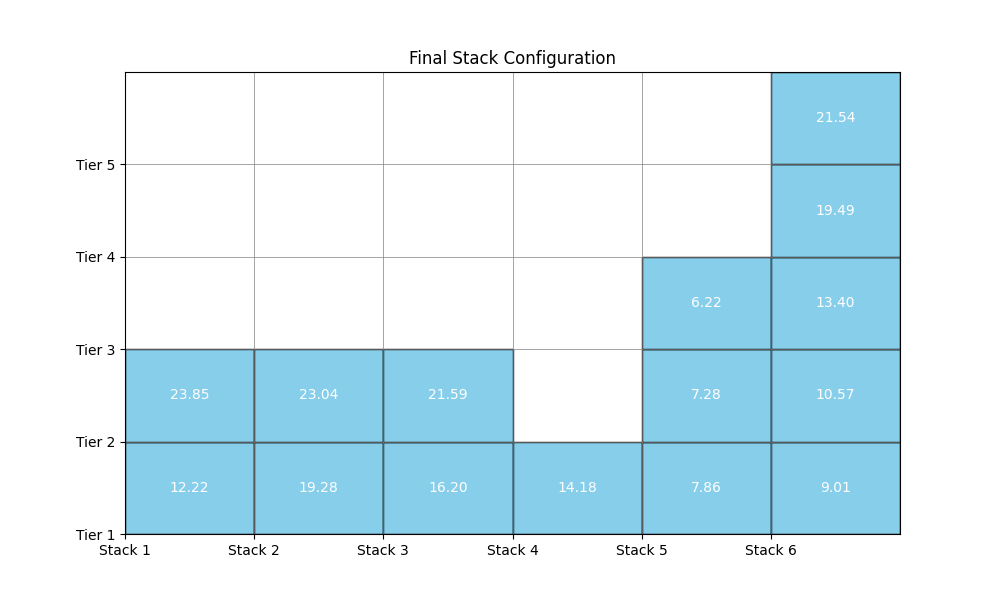 Final Stack Configuration
21.54
Tier 5
19.49
Tier 4
6.22 13.40
Tier 3
23.85 23.04 21.59 7.28 10.57
Tier 2
12.22 19.28 16.20 14.18 7.86 9.01
Tier 1
Stack 1 Stack 2 Stack 3 Stack 4 Stack 5 Stack 6